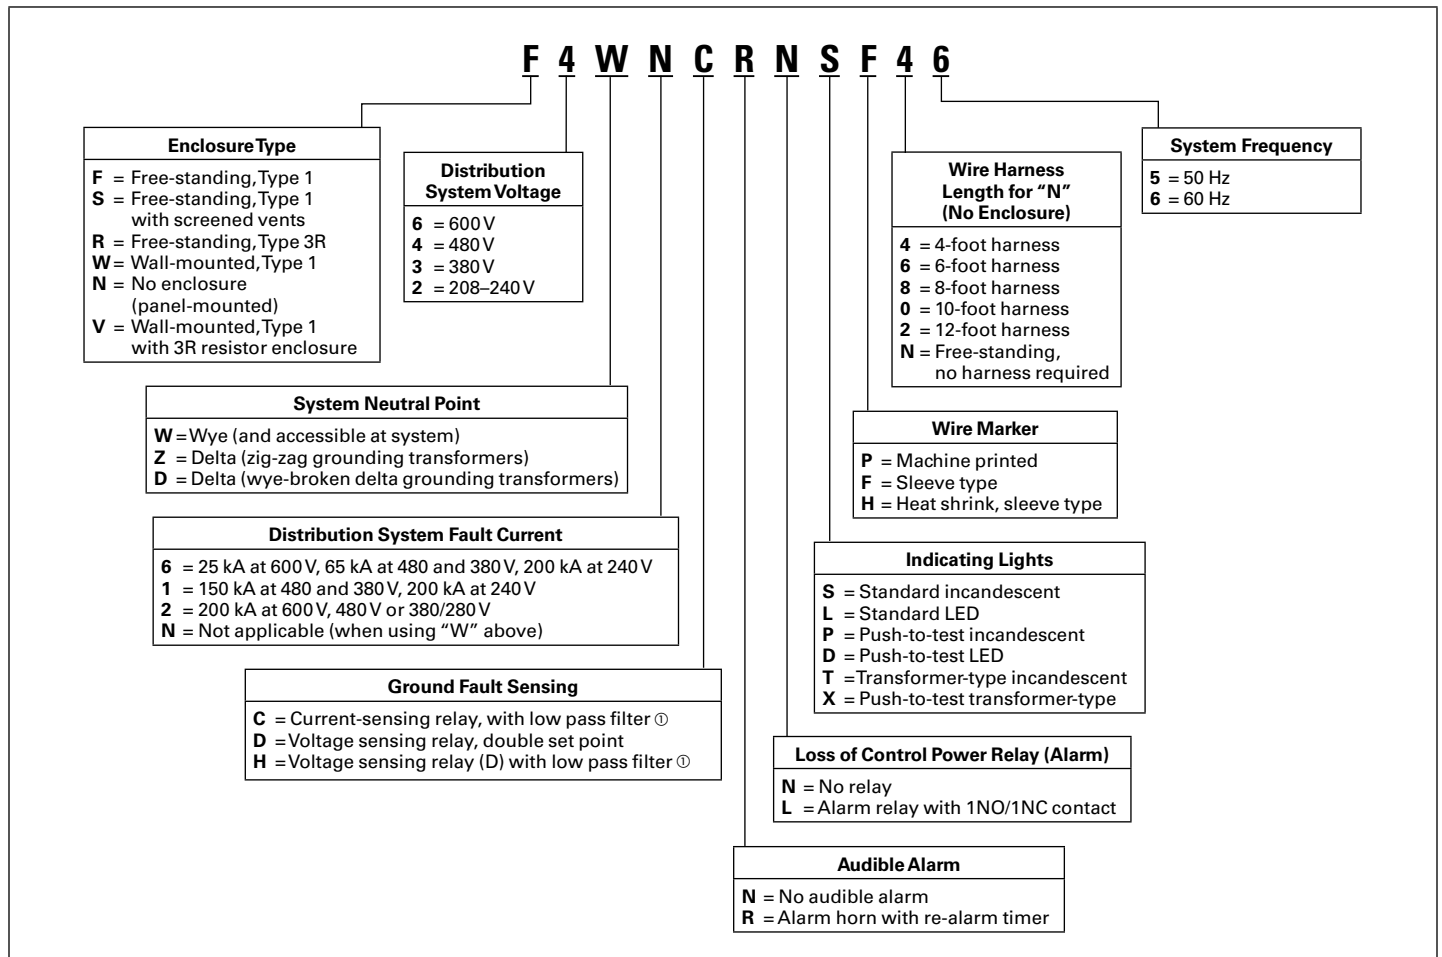 F 4 W N C R N S F 4 6
Enclosure Type
F = Free-standing, Type 1
S = Free-standing, Type 1
with screened vents
R = Free-standing, Type 3R
W = Wall-mounted, Type 1
N = No enclosure
(panel-mounted)
V = Wall-mounted, Type 1
with 3R resistor enclosure
Distribution
System Voltage
6 = 600 V
4 = 480 V
3 = 380 V
2 = 208–240 V
Wire Harness
Length for “N”
(No Enclosure)
4 = 4-foot harness
6 = 6-foot harness
8 = 8-foot harness
0 = 10-foot harness
2 = 12-foot harness
N = Free-standing,
no harness required
System Frequency
5 = 50 Hz
6 = 60 Hz
System Neutral Point
W = Wye (and accessible at system)
Z = Delta (zig-zag grounding transformers)
D = Delta (wye-broken delta grounding transformers)
Wire Marker
P = Machine printed
F = Sleeve type
H = Heat shrink, sleeve type
Distribution System Fault Current
6 = 25 kA at 600 V, 65 kA at 480 and 380 V, 200 kA at 240 V
1 = 150 kA at 480 and 380 V, 200 kA at 240 V
2 = 200 kA at 600 V, 480 V or 380/280 V
N = Not applicable (when using “W” above)
Indicating Lights
S = Standard incandescent
L = Standard LED
P = Push-to-test incandescent
D = Push-to-test LED
T = Transformer-type incandescent
X = Push-to-test transformer-type
Ground Fault Sensing
C = Current-sensing relay, with low pass filter ①
D = Voltage sensing relay, double set point
H = Voltage sensing relay (D) with low pass filter ①
Loss of Control Power Relay (Alarm)
N = No relay
L = Alarm relay with 1NO/1NC contact
Audible Alarm
N = No audible alarm
R = Alarm horn with re-alarm timer